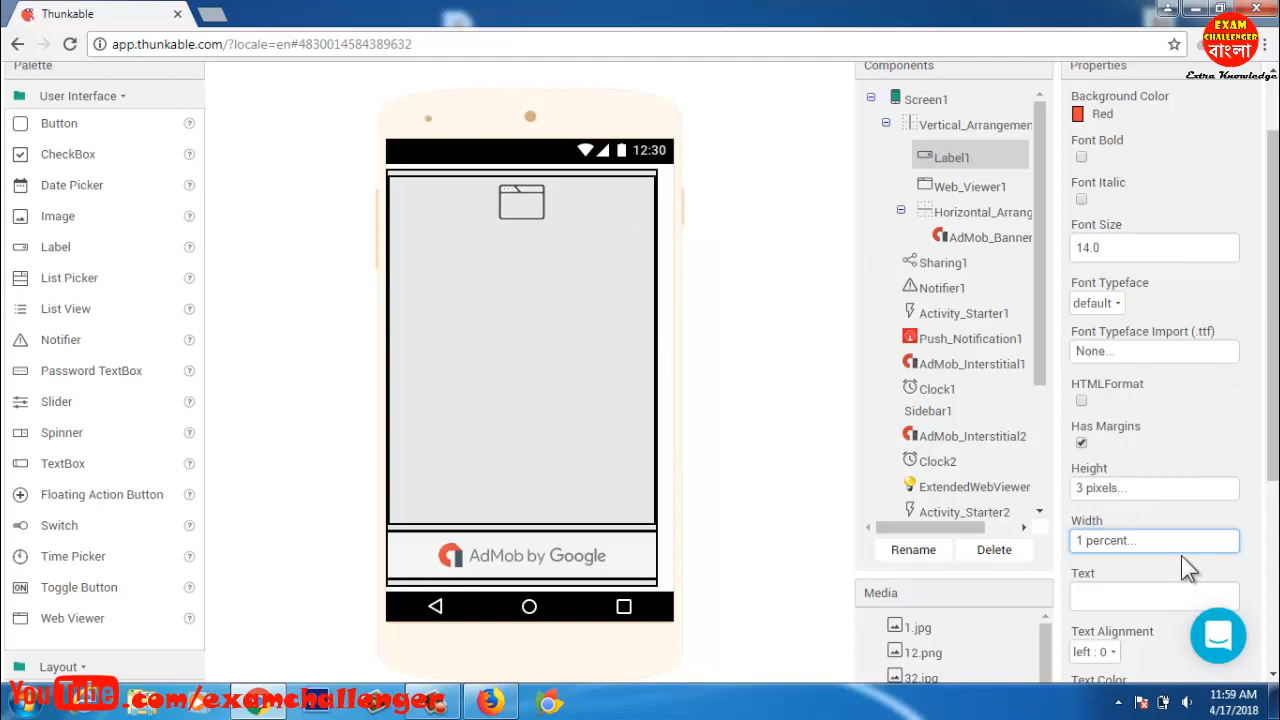 Thunkable
app.thunkable.com/?locale=en#4830014584389632
EXAM
CHALLENGER
বাংলা
Extra Knowledge
Palette
User Interface
Button
CheckBox
Date Picker
Image
Label
List Picker
List View
Notifier
Password TextBox
Slider
Spinner
TextBox
Floating Action Button
Switch
Time Picker
ON Toggle Button
Web Viewer
Layout
12:30
AdMob by Google
Components
Screen1
Vertical_Arrangemen
Label1
Web_Viewer1
Horizontal_Arrang
AdMob_Banner
Sharing1
Notifier1
Activity_Starter1
Push_Notification1
AdMob_Interstitial1
Clock1
Sidebar1
AdMob_Interstitial2
Clock2
ExtendedWebViewer
Activity_Starter2
Rename Delete
Media
1.jpg
12.png
32.jpg
Properties
Background Color
Red
Font Bold
Font Italic
Font Size
14.0
Font Typeface
default
Font Typeface Import (.ttf)
None...
HTMLFormat
Has Margins
Height
3 pixels...
Width
1 percent...
Text
Text Alignment
left : 0
Text Color
YouTube.com/examchallenger
11:59 AM
4/17/2018